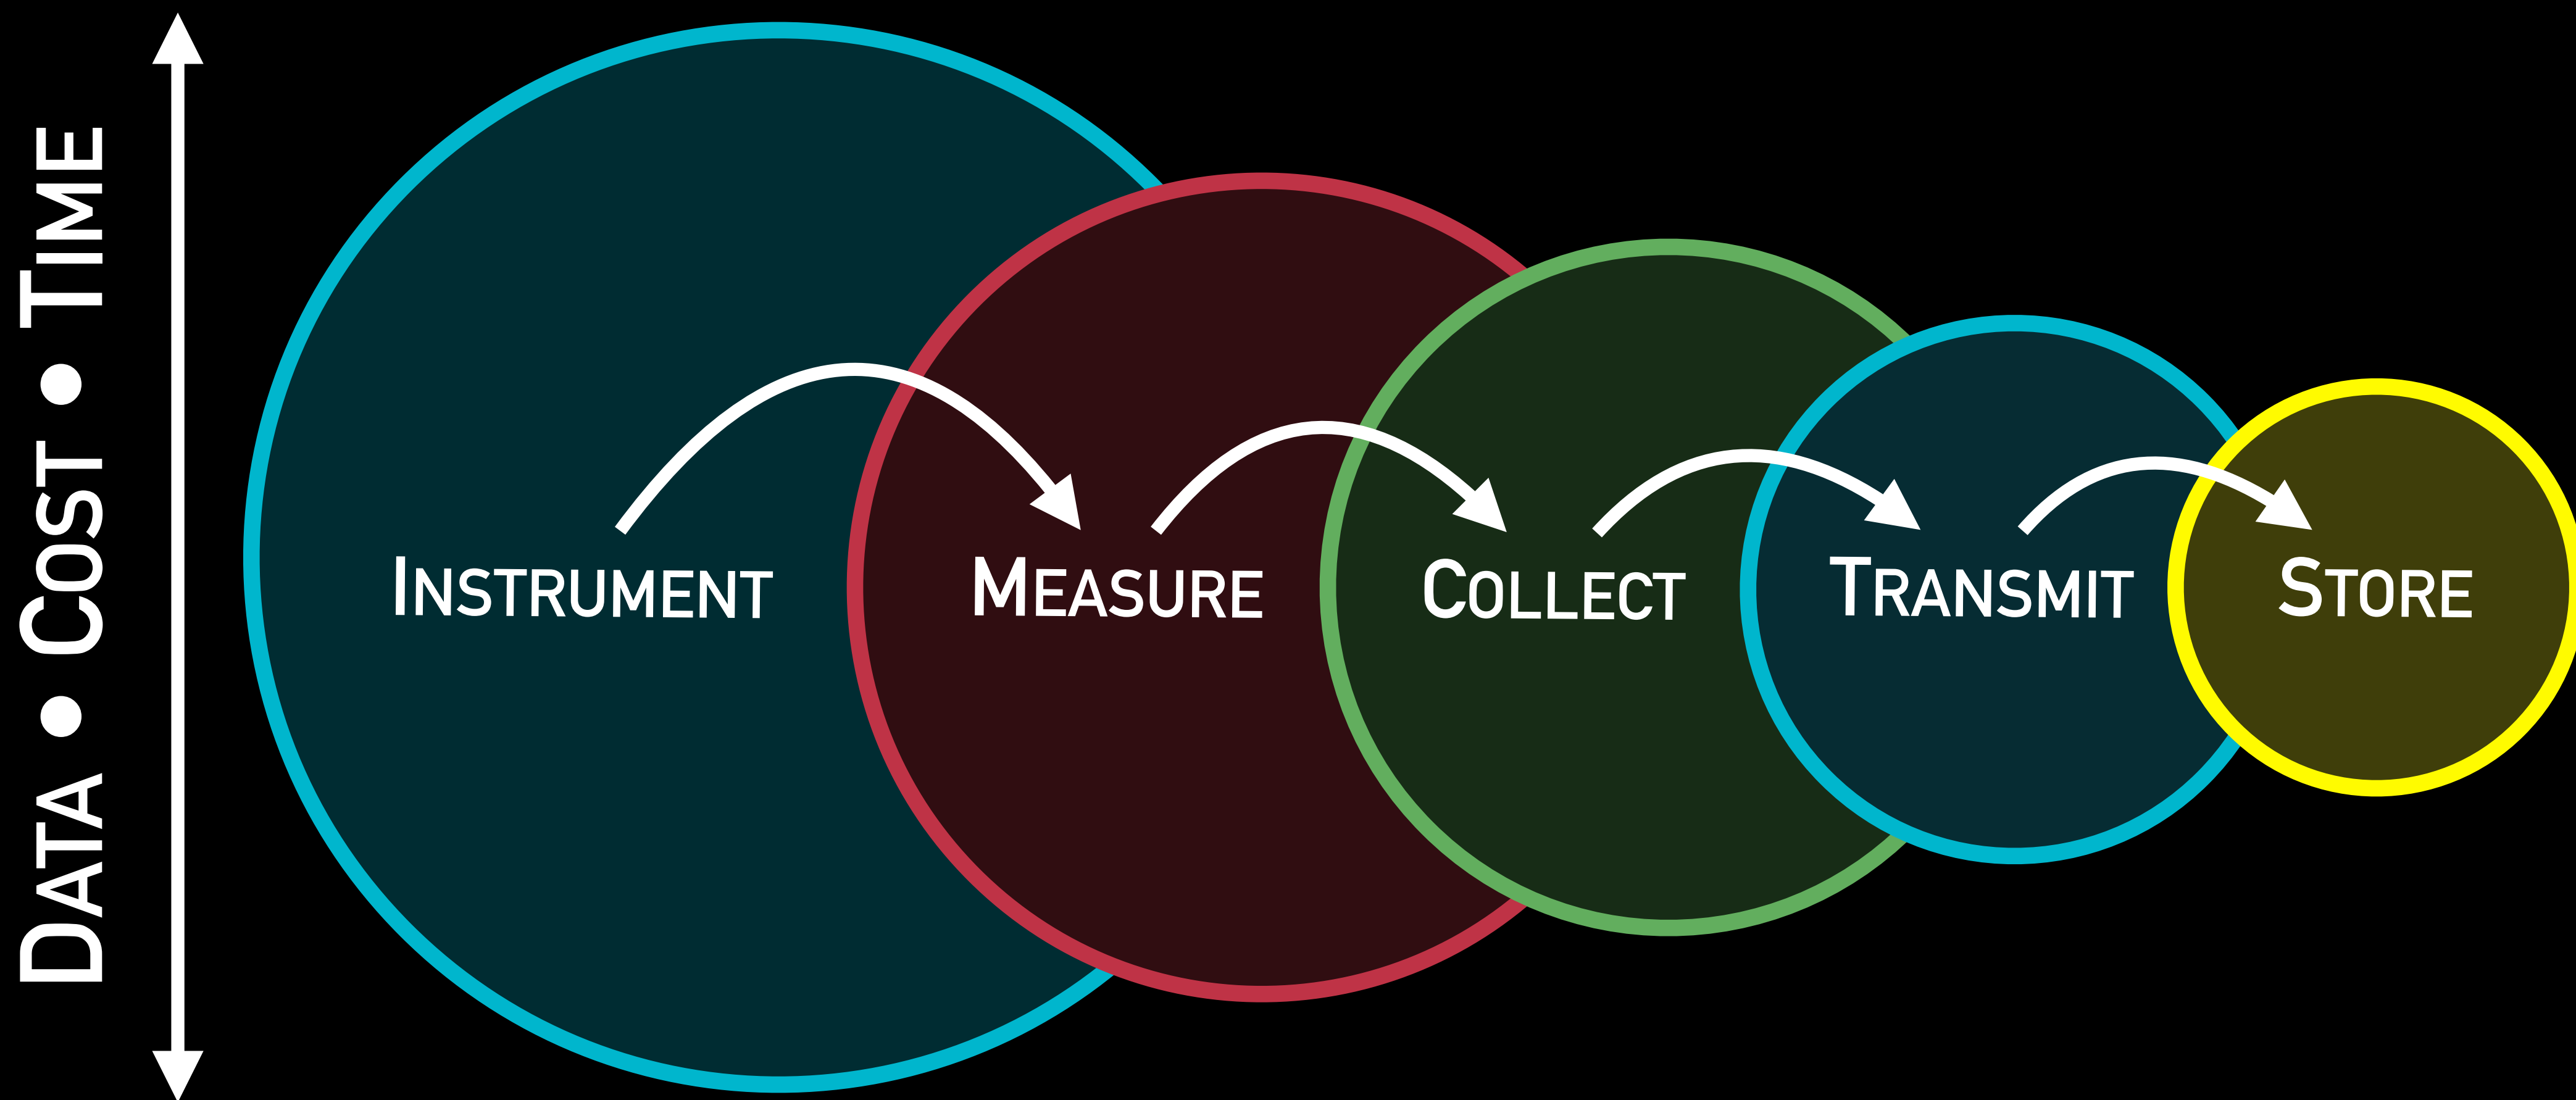 DATA • COST • TIME
INSTRUMENT
MEASURE
COLLECT
TRANSMIT
STORE